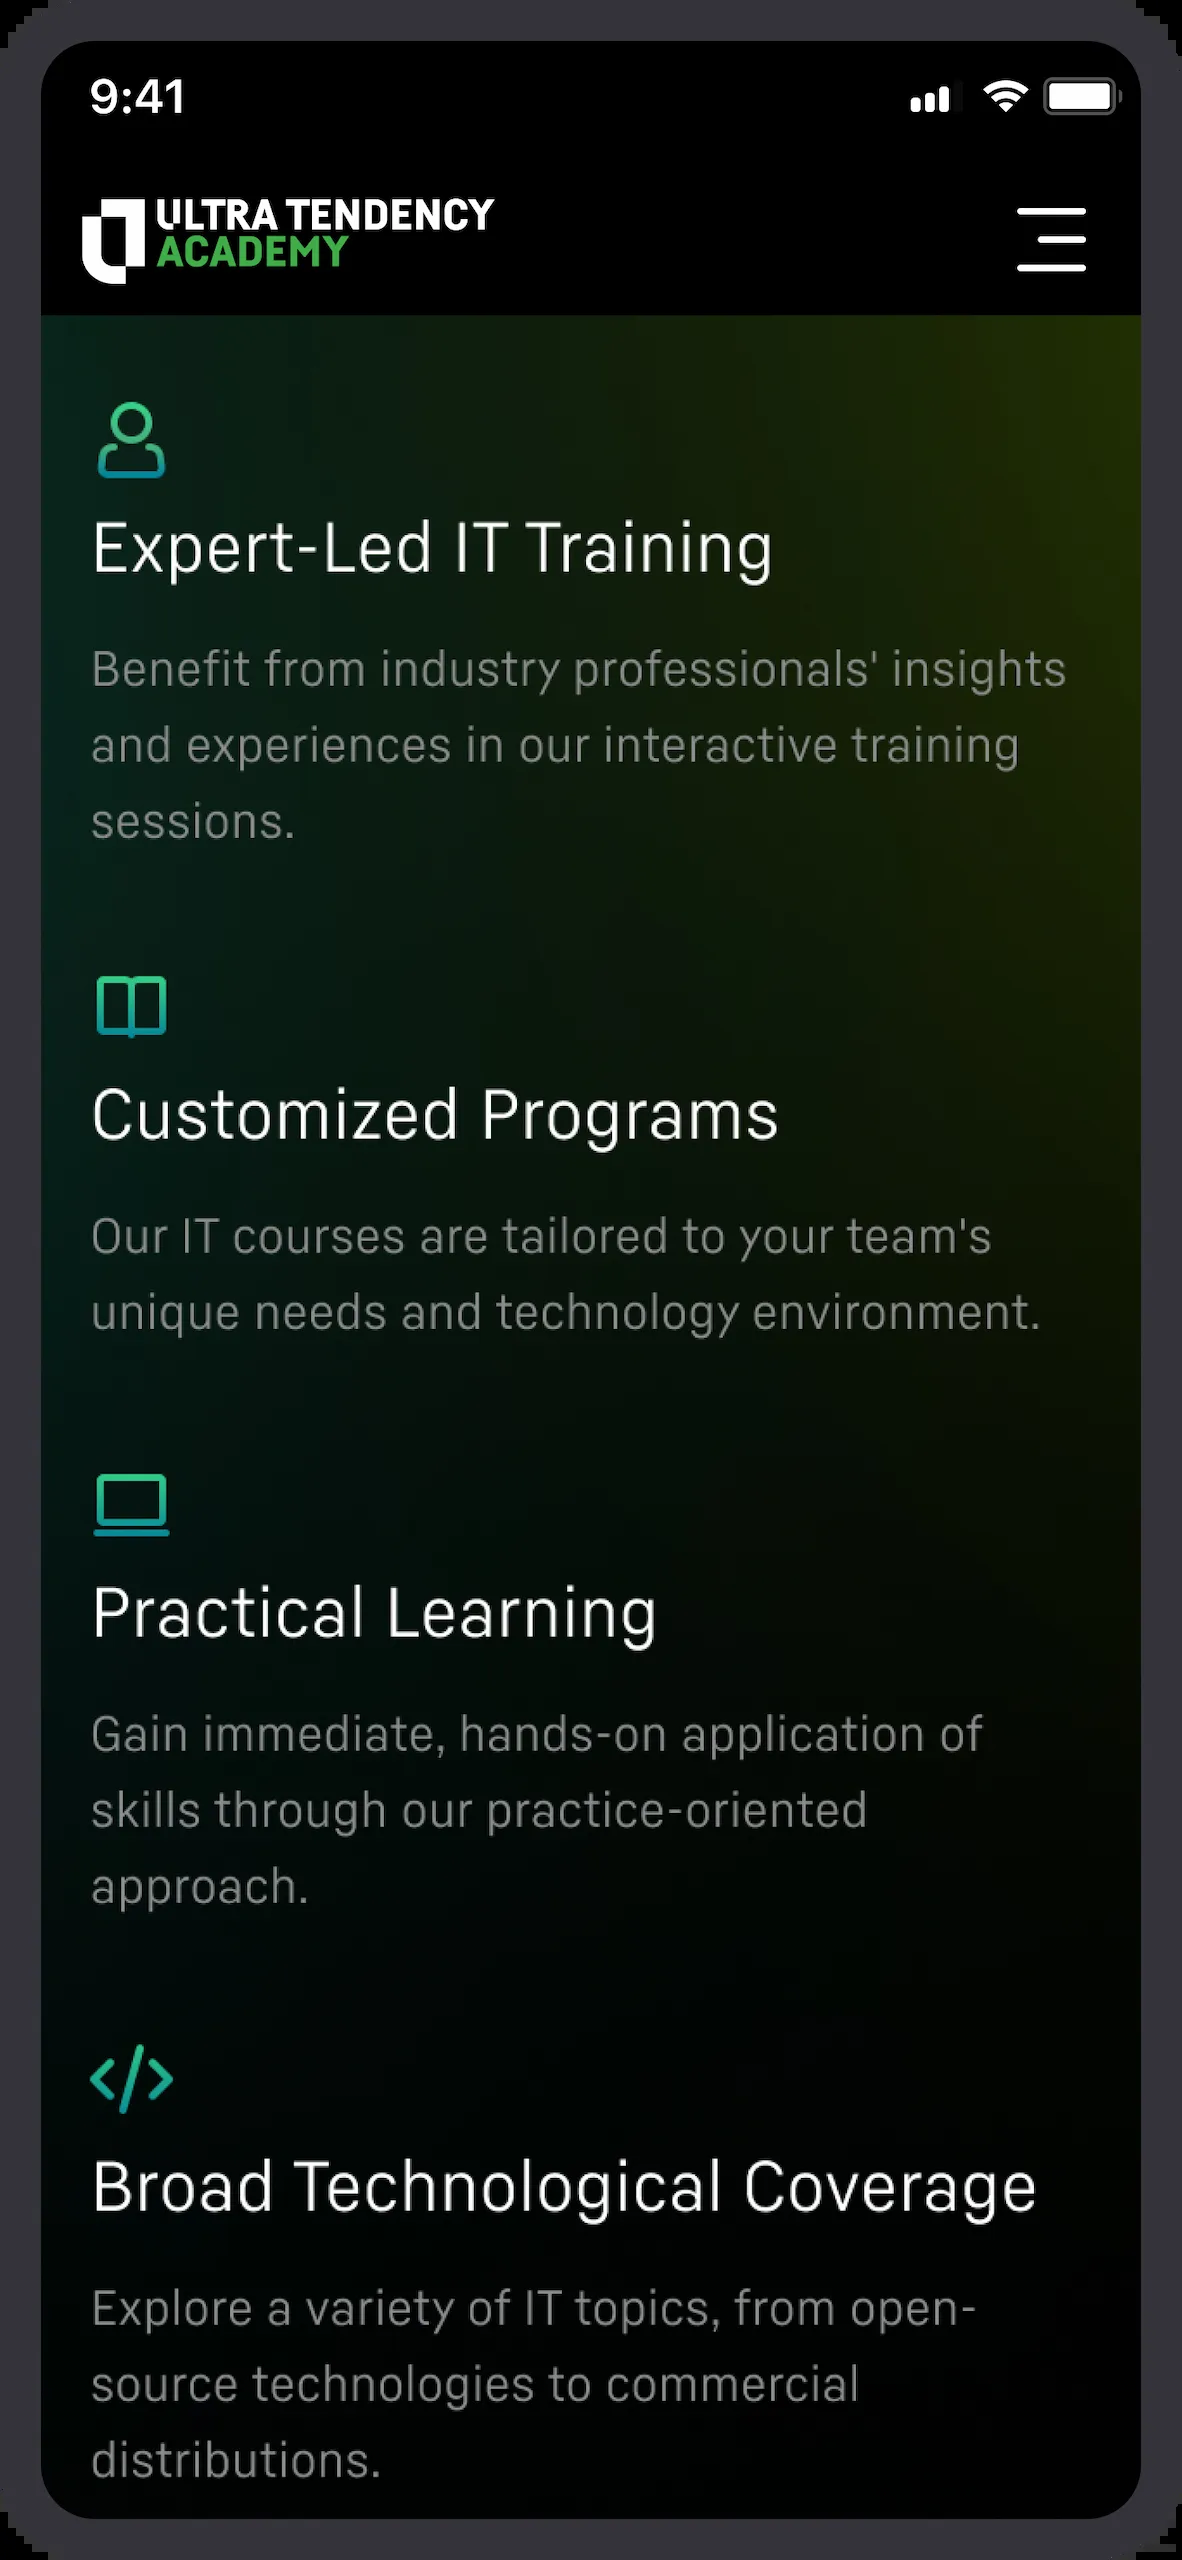 9:41
ULTRA TENDENCY
ACADEMY
Expert-Led IT Training
Benefit from industry professionals' insights
and experiences in our interactive training
sessions.
Customized Programs
Our IT courses are tailored to your team's
unique needs and technology environment.
Practical Learning
Gain immediate, hands-on application of
skills through our practice-oriented
approach.
Broad Technological Coverage
Explore a variety of IT topics, from open-
source technologies to commercial
distributions.